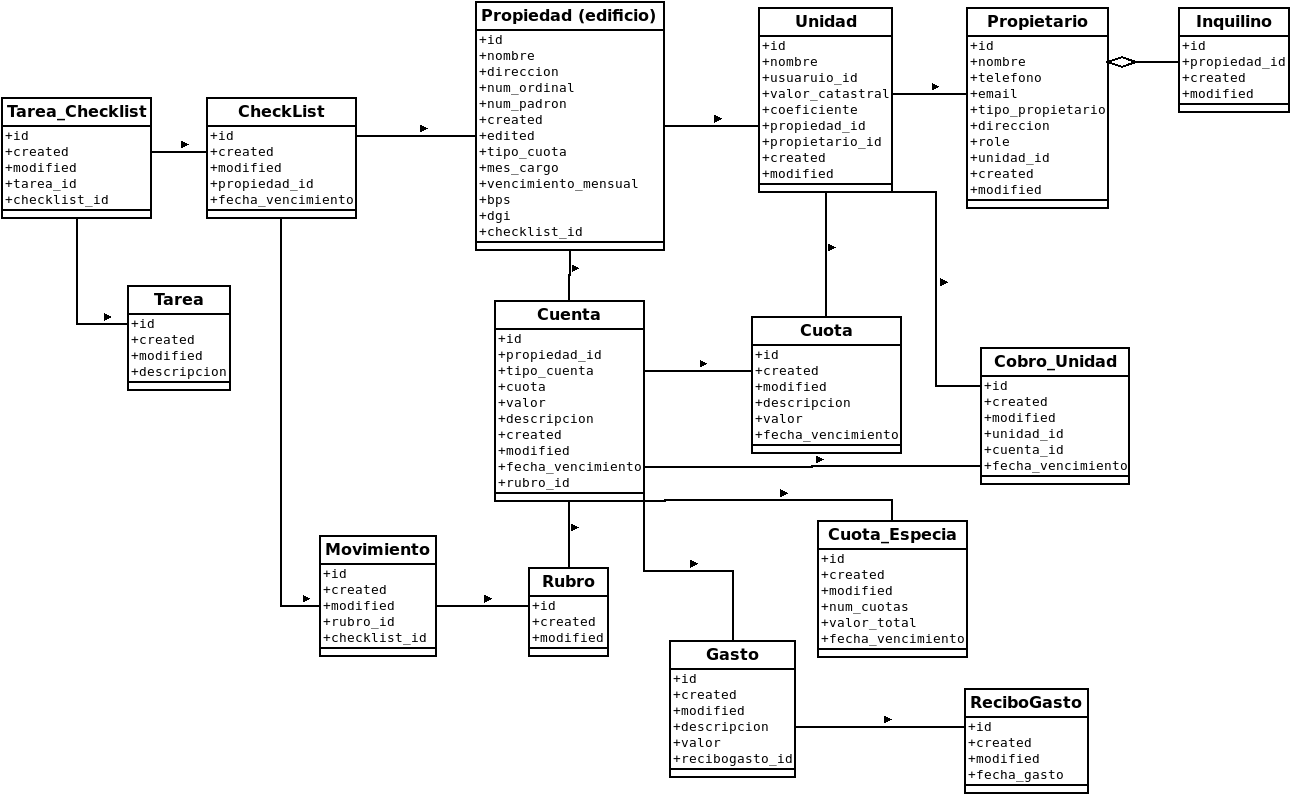 Propiedad (edificio)
+id
+nombre
+direccion
+num_ordinal
+num_padron
+created
+edited
+tipo_cuota
+mes_cargo
+vencimiento_mensual
+bps
+dgi
+checklist_id
Unidad
+id
+nombre
+usuaruio_id
+valor_catastral
+coeficiente
+propiedad_id
+propietario_id
+created
+modified
Propietario
+id
+nombre
+telefono
+email
+tipo_propietario
+direccion
+role
+unidad_id
+created
+modified
Inquilino
+id
+propiedad_id
+created
+modified
Tarea_Checklist
+id
+created
+modified
+tarea_id
+checklist_id
CheckList
+id
+created
+modified
+propiedad_id
+fecha_vencimiento
Tarea
+id
+created
+modified
+descripcion
Cuenta
+id
+propiedad_id
+tipo_cuenta
+cuota
+valor
+descripcion
+created
+modified
+fecha_vencimiento
+rubro_id
Cuota
+id
+created
+modified
+descripcion
+valor
+fecha_vencimiento
Cobro_Unidad
+id
+created
+modified
+unidad_id
+cuenta_id
+fecha_vencimiento
Movimiento
+id
+created
+modified
+rubro_id
+checklist_id
Rubro
+id
+created
+modified
Cuota_Especia
+id
+created
+modified
+num_cuotas
+valor_total
+fecha_vencimiento
Gasto
+id
+created
+modified
+descripcion
+valor
+recibogasto_id
ReciboGasto
+id
+created
+modified
+fecha_gasto